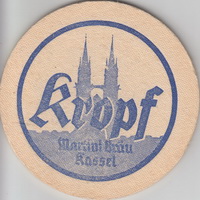 Kropf
Martini Bräu
Kassel